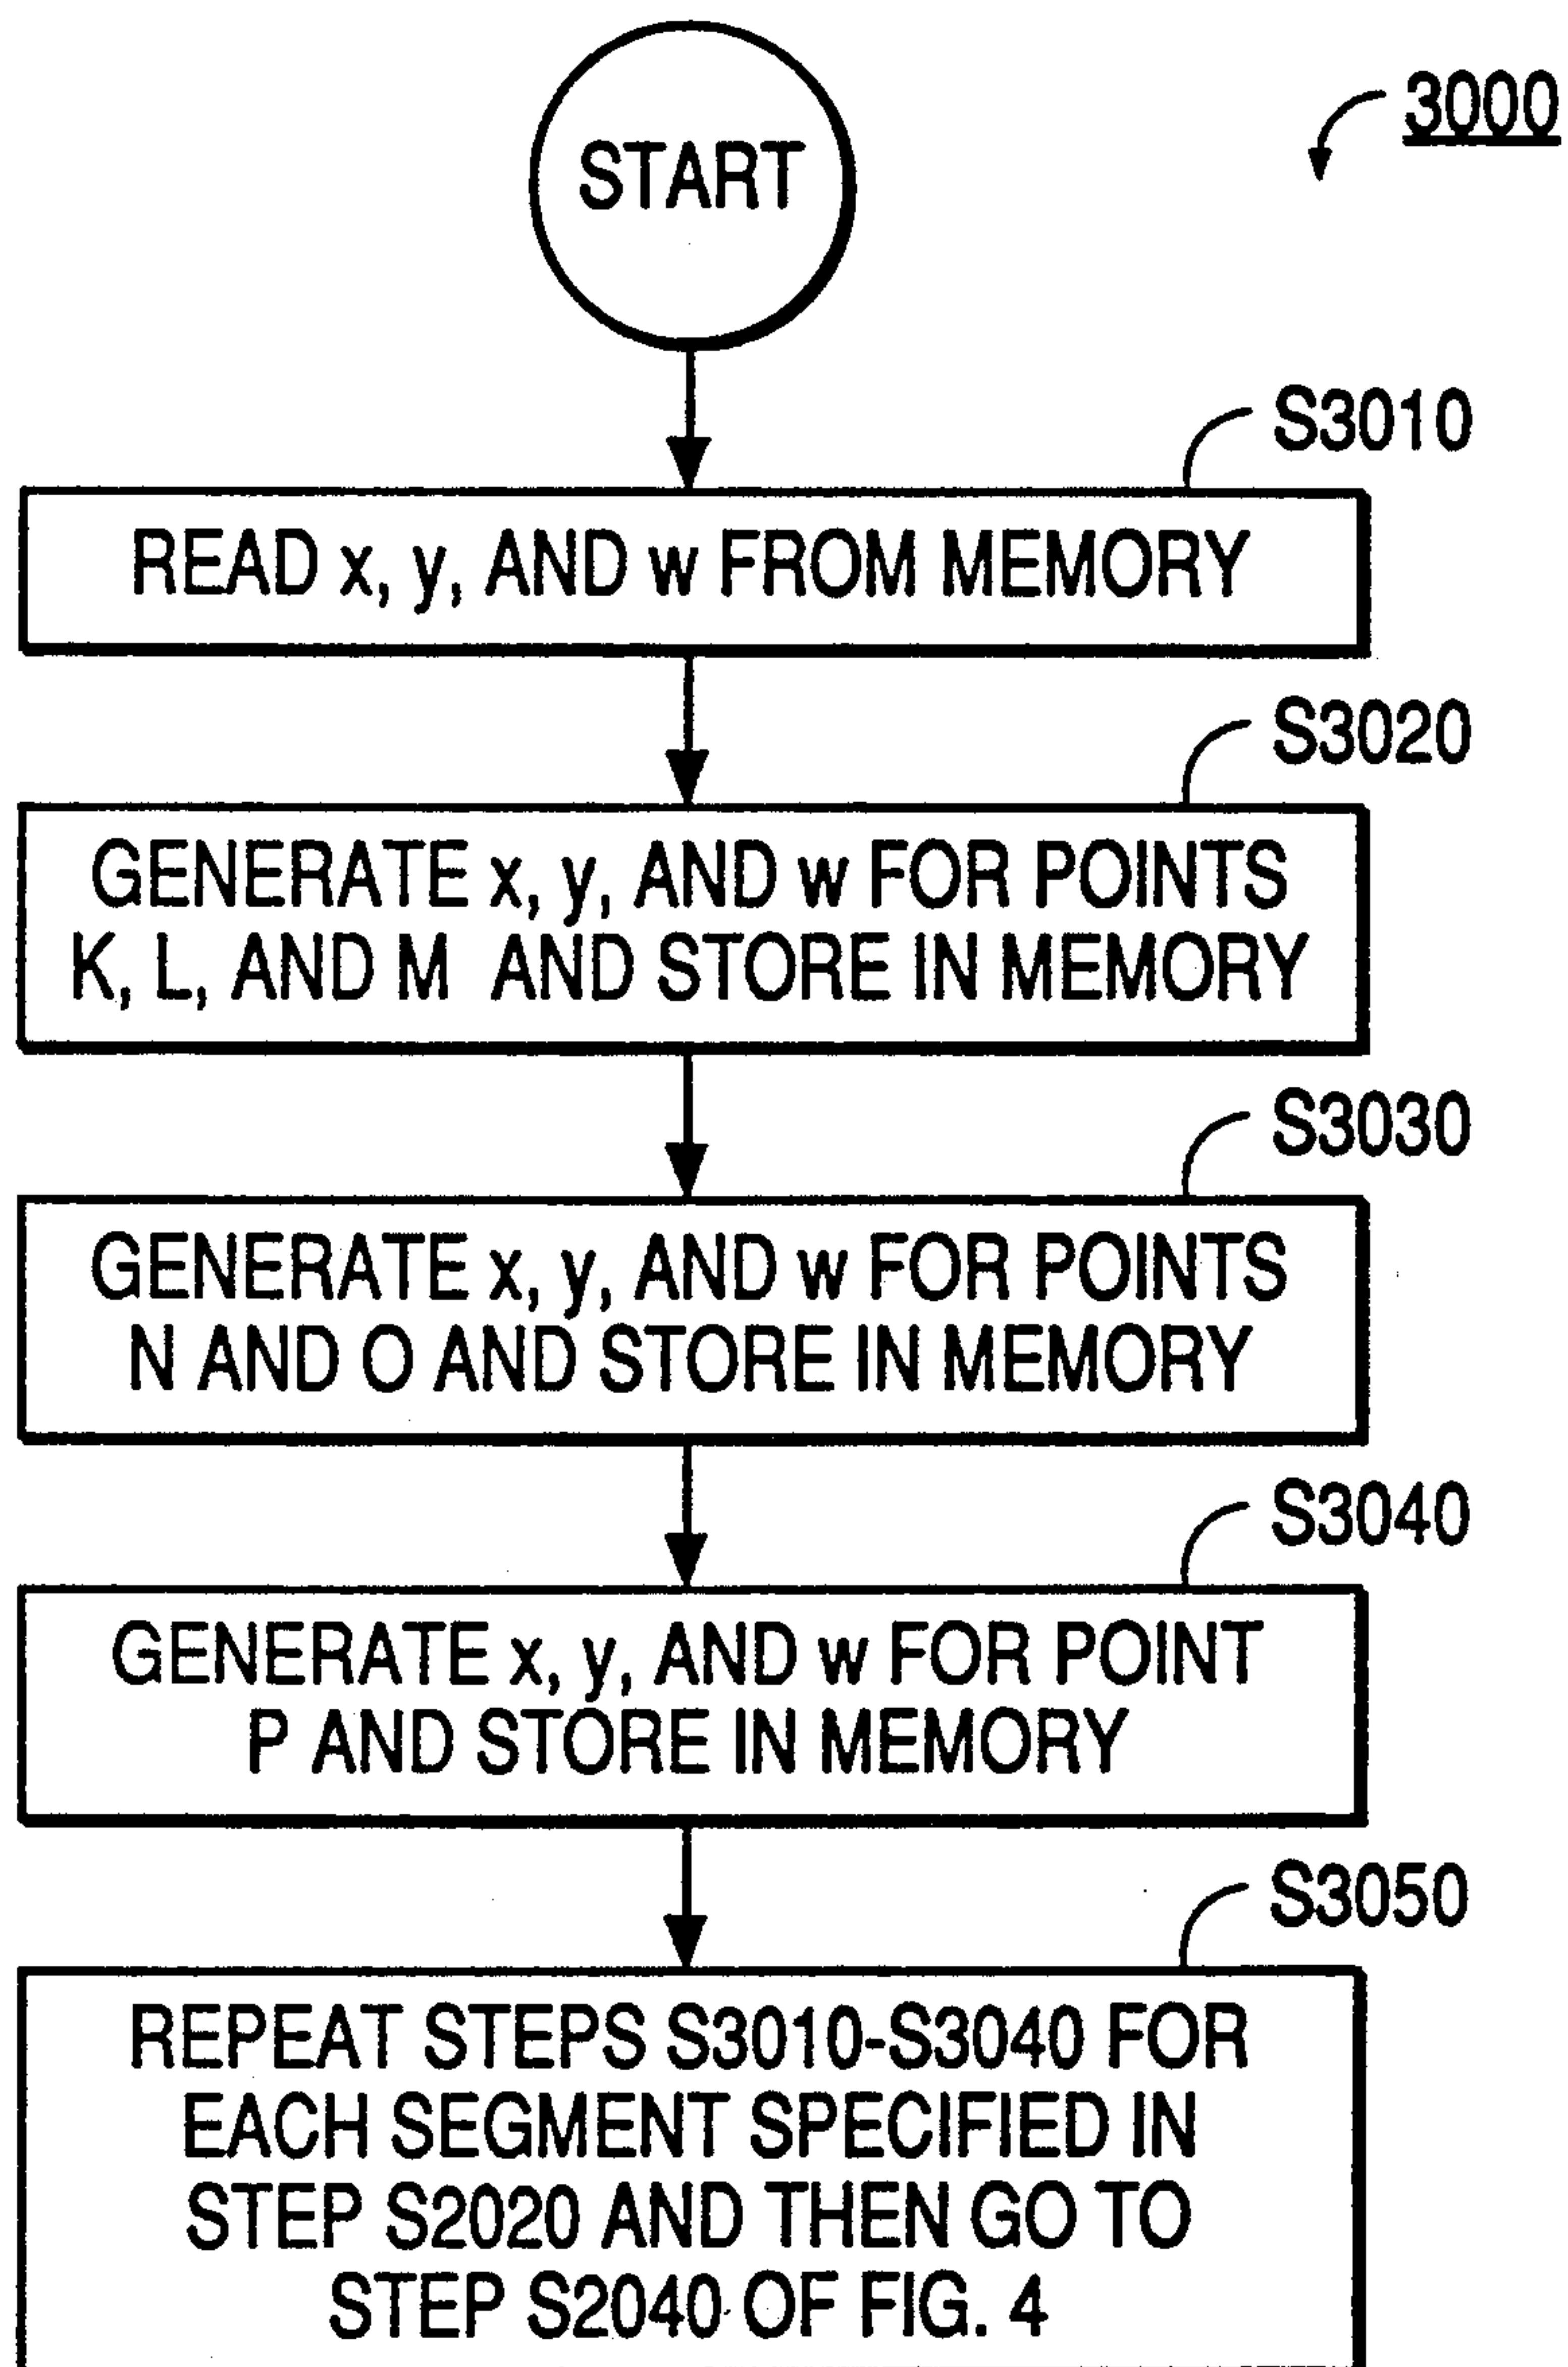 START
3000
S3010
READ x, y, AND w FROM MEMORY
S3020
GENERATE x, y, AND w FOR POINTS
K, L, AND M AND STORE IN MEMORY
S3030
GENERATE x, y, AND w FOR POINTS
N AND O AND STORE IN MEMORY
S3040
GENERATE x, y, AND w FOR POINT
P AND STORE IN MEMORY
S3050
REPEAT STEPS S3010-S3040 FOR
EACH SEGMENT SPECIFIED IN
STEP S2020 AND THEN GO TO
STEP S2040 OF FIG. 4